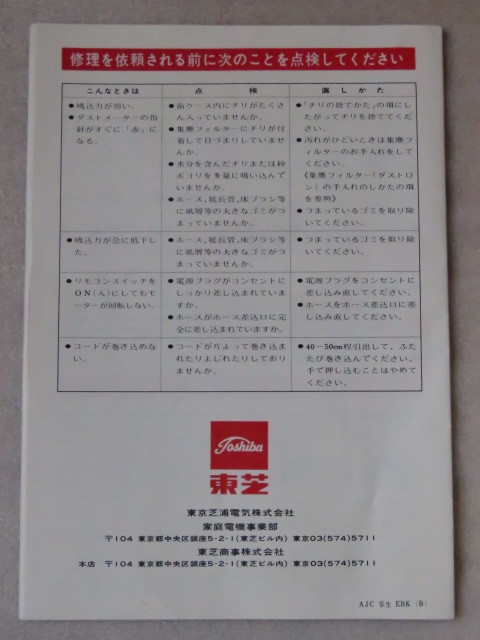 修理を依頼される前に次のことを点検してください
こんなときは
点検
直しかた
●吸込力が弱い。
●ダストメーターの指
針がすぐに「赤」に
なる。
●前ケース内にチリがたくさ
ん入っていませんか。
●集塵フィルターにチリが付
着して目づまりしていませ
んか。
●水分を含んだチリまたは砂
ボコリを多量に吸い込んで
いませんか。
●ホース、延長管、床ブラシ等
に紙屑等の大きなゴミがつ
まっていませんか。
●「チリの捨てかた」の項にし
たがってチリを捨ててくだ
さい。
●汚れがひどいときは集塵フ
ィルターのお手入れをして
ください。
《集塵フィルター(ダストロ
ン)の手入れのしかたの項
を参照》
●つまっているゴミを取り除
いてください。
●吸込力が急に低下し
た。
●ホース、延長管、床ブラシ等
に紙屑等の大きなゴミがつ
まっていませんか。
●つまっているゴミを取り除
いてください。
●リモコンスイッチを
ON(入)にしてもモ
ーターが回転しない。
●電源プラグがコンセントに
しっかり差し込まれていま
すか。
●ホースがホース差込口に完
全に差し込まれていますか。
●電源プラグをコンセントに
差し込み直してください。
●ホースをホース差込口に差
し込み直してください。
●コードが巻き込めな
い。
●コードが片よって巻き込ま
れたりよじれたりしており
ませんか。
●40〜50cm程引出して、ふた
たび巻き込んでください。
手で押し込むことはやめて
ください。
Toshiba
東芝
東京芝浦電気株式会社
家庭電機事業部
〒104 東京都中央区銀座5-2-1(東芝ビル内) 東京03(574)5711
東芝商事株式会社
本店 〒104 東京都中央区銀座5-2-1(東芝ビル内) 東京03(574)5711
AJC EBK (B)